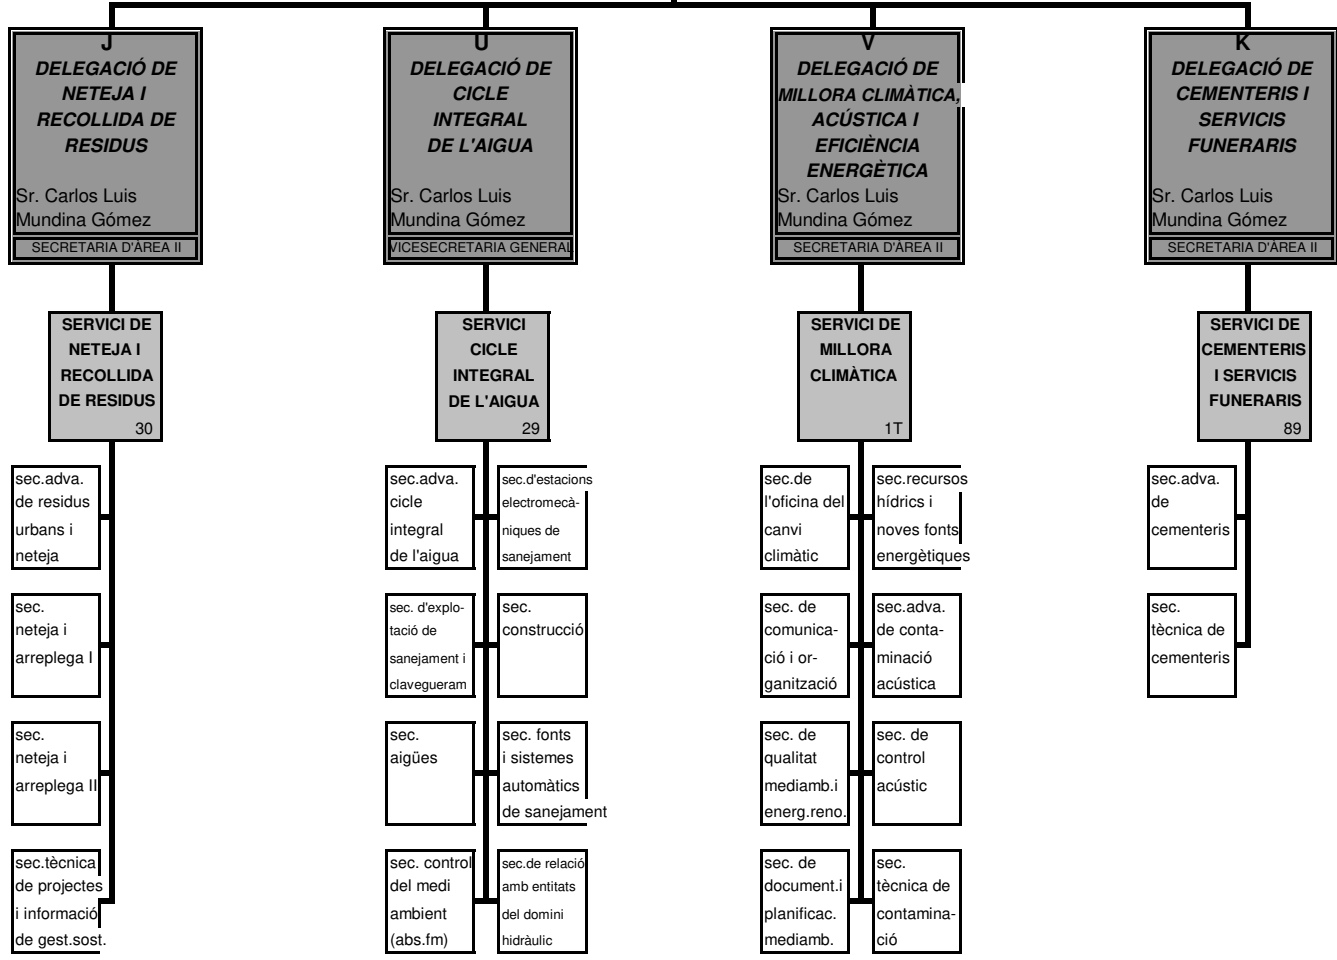 J
DELEGACIÓ DE
NETEJA I
RECOLLIDA DE
RESIDUS
Sr. Carlos Luis
Mundina Gómez
SECRETARIA D'ÀREA II
SERVICI DE
NETEJA I
RECOLLIDA
DE RESIDUS
30
sec.adva.
de residus
urbans i
neteja
sec.
neteja i
arreplega I
sec.
neteja i
arreplega II
sec.tècnica
de projectes
i informació
de gest.sost.
U
DELEGACIÓ DE
CICLE
INTEGRAL
DE L'AIGUA
Sr. Carlos Luis
Mundina Gómez
VICESECRETARIA GENERAL
SERVICI
CICLE
INTEGRAL
DE L'AIGUA
29
sec.adva.
cicle
integral
de l'aigua
sec.d'estacions
electromecà-
niques de
sanejament
sec. d'explo-
tació de
sanejament i
clavegueram
sec.
construcció
sec.
aigües
sec. fonts
i sistemes
automàtics
de sanejament
sec. control
del medi
ambient
(abs.fm)
sec.de relació
amb entitats
del domini
hidràulic
V
DELEGACIÓ DE
MILLORA CLIMÀTICA,
ACÚSTICA I
EFICIÈNCIA
ENERGÈTICA
Sr. Carlos Luis
Mundina Gómez
SECRETARIA D'ÀREA II
SERVICI DE
MILLORA
CLIMÀTICA
1T
sec.de
l'oficina del
canvi
climàtic
sec.recursos
hídrics i
noves fonts
energètiques
sec. de
comunica-
ció i or-
ganització
sec.adva.
de conta-
minació
acústica
sec. de
qualitat
mediamb.i
energ.reno.
sec. de
control
acústic
sec. de
document.i
planificac.
mediamb.
sec.
tècnica de
contamina-
ció
K
DELEGACIÓ DE
CEMENTERIS I
SERVICIS
FUNERARIS
Sr. Carlos Luis
Mundina Gómez
SECRETARIA D'ÀREA II
SERVICI DE
CEMENTERIS
I SERVICIS
FUNERARIS
89
sec.adva.
de
cementeris
sec.
tècnica de
cementeris